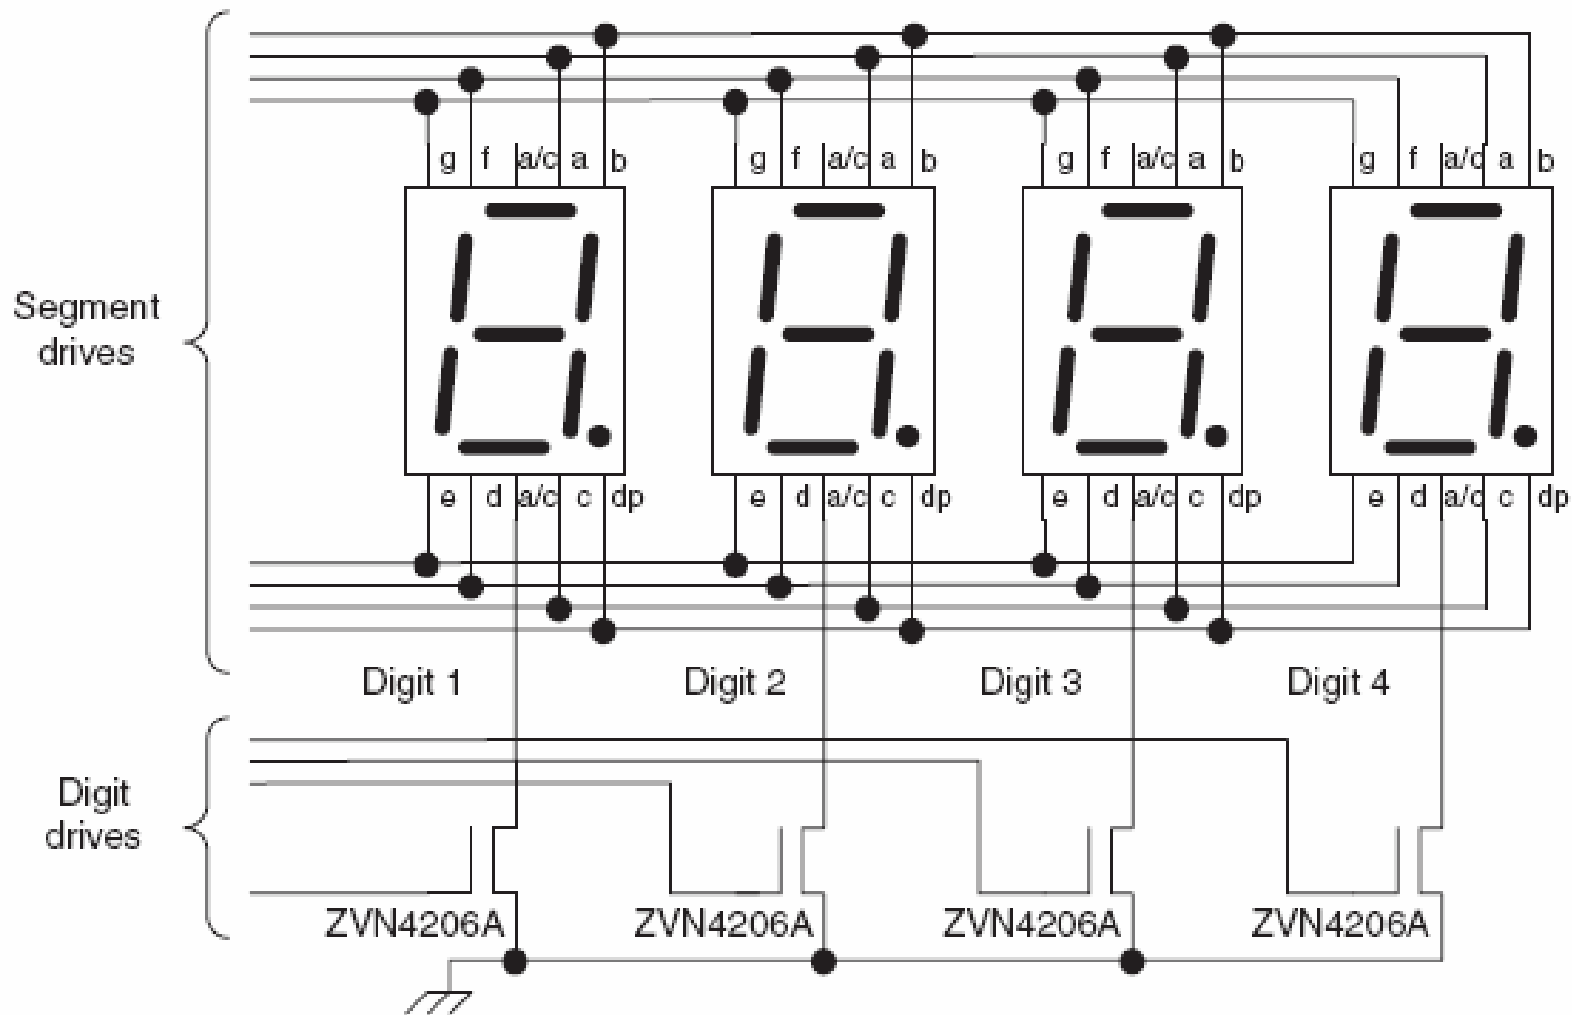 g f a/c a b g f a/c a b g f a/c a b g f a/c a b
Segment
drives
e d a/c c dp e d a/c c dp e d a/c c dp e d a/c c dp
Digit 1 Digit 2 Digit 3 Digit 4
Digit
drives
ZVN4206A ZVN4206A ZVN4206A ZVN4206A